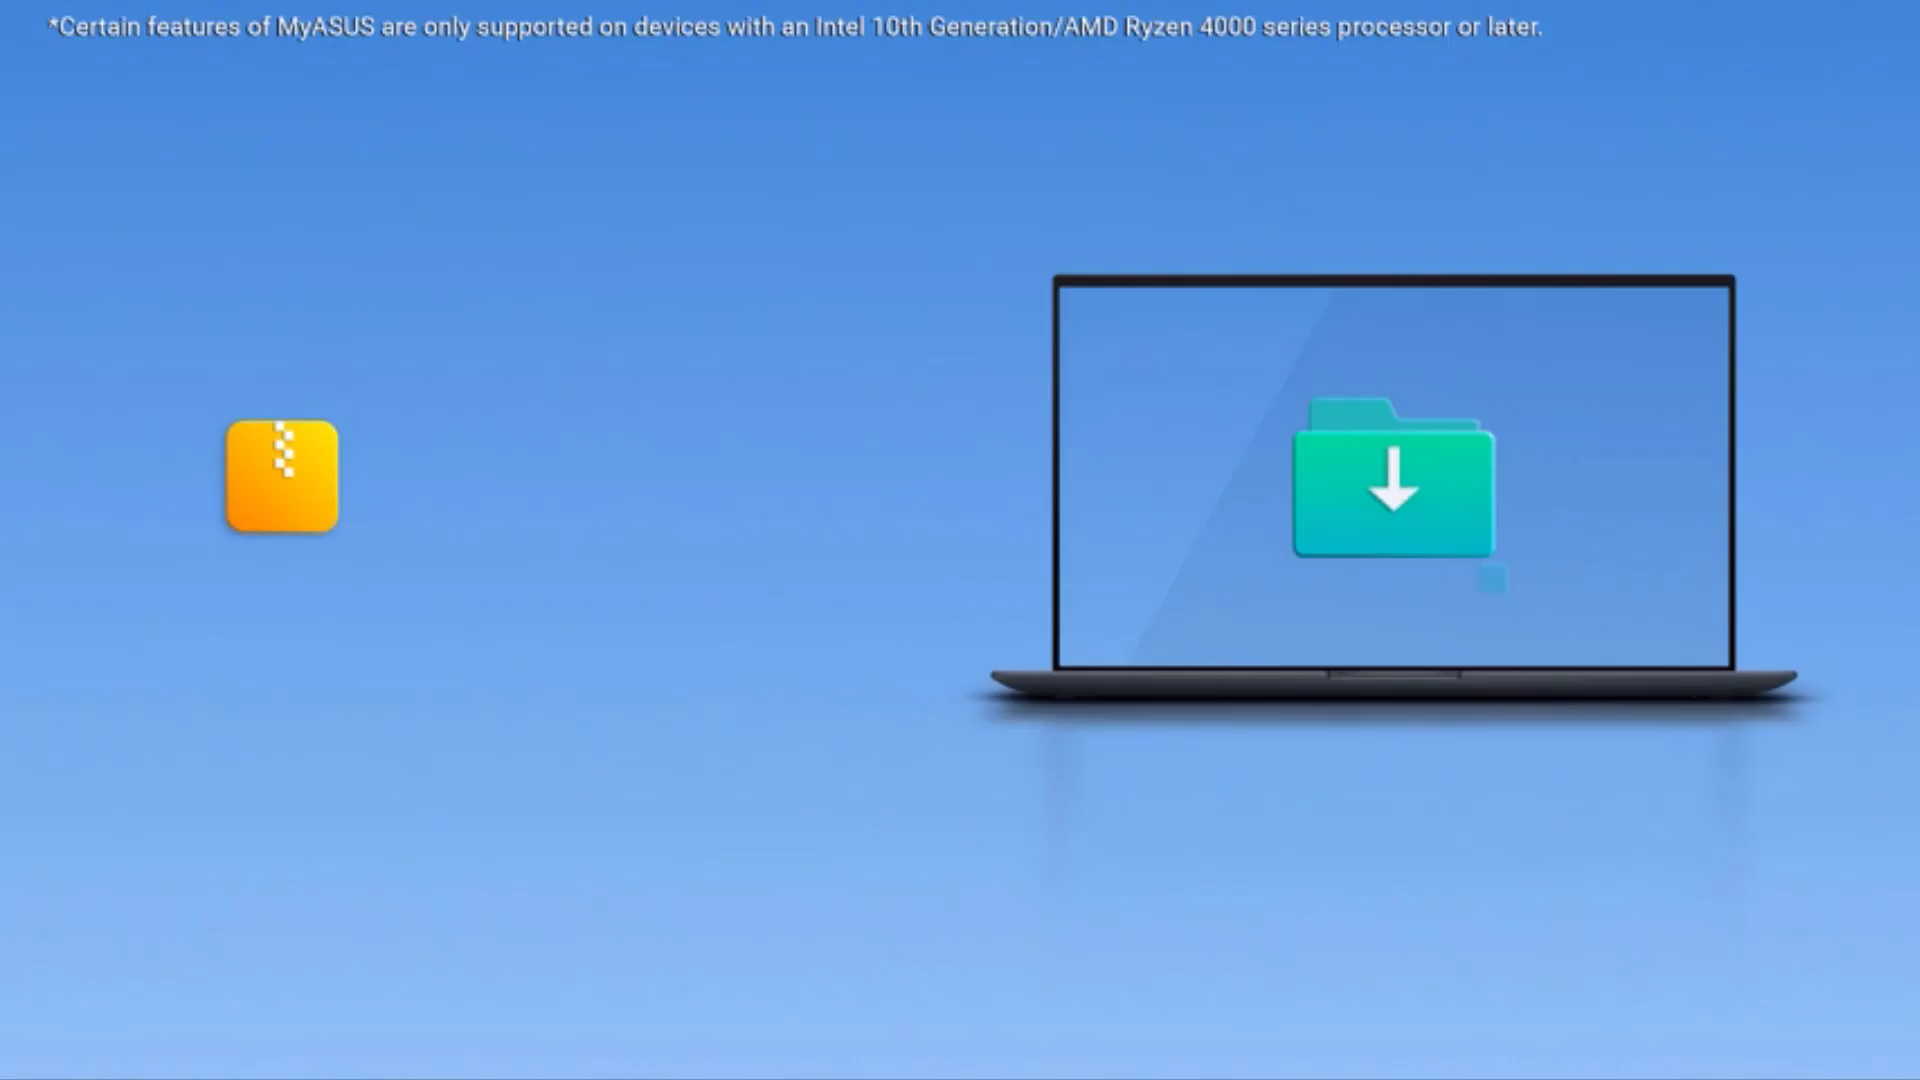 *Certain features of MyASUS are only supported on devices with an Intel 10th Generation/AMD Ryzen 4000 series processor or later.